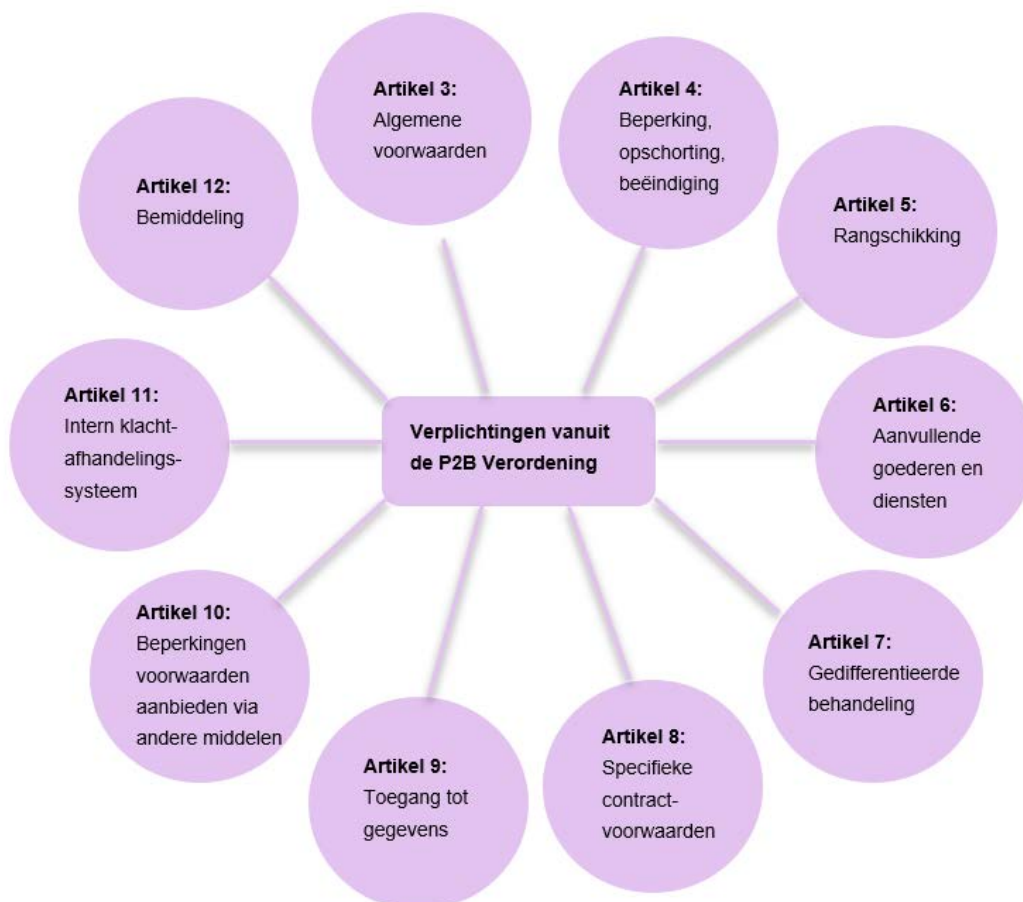 Artikel 3:
Algemene
voorwaarden
Artikel 4:
Beperking,
opschorting,
beëindiging
Artikel 5:
Rangschikking
Artikel 6:
Aanvullende
goederen en
diensten
Artikel 7:
Gedifferentieerde
behandeling
Artikel 8:
Specifieke
contract-
voorwaarden
Artikel 9:
Toegang tot
gegevens
Artikel 10:
Beperkingen
voorwaarden
aanbieden via
andere middelen
Artikel 11:
Intern klacht-
afhandelings-
systeem
Artikel 12:
Bemiddeling
Verplichtingen vanuit
de P2B Verordening